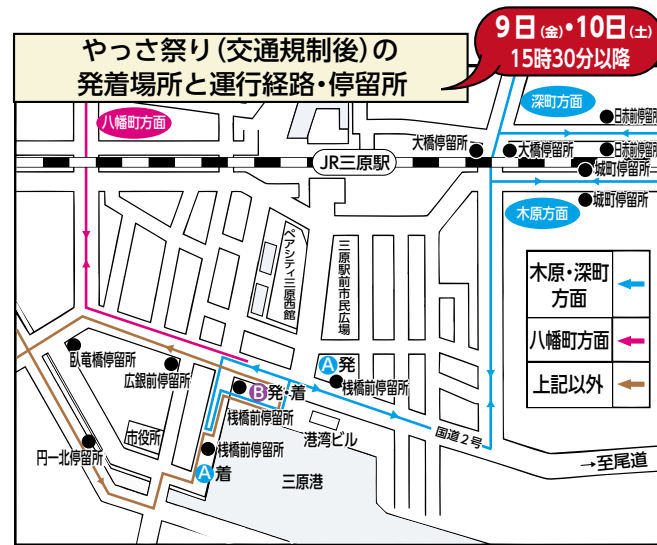 やっさ祭り(交通規制後)の
発着場所と運行経路・停留所
9日(金)・10日(土)
15時30分以降
八幡町方面
深町方面
日赤前停留所
大橋停留所
大橋停留所
日赤前停留所
JR三原駅
城町停留所
木原方面
城町停留所
ペアシティ三原西館
三原駅前市民広場
木原・深町
方面
八幡町方面
上記以外
臥竜橋停留所
広銀前停留所
A発
桟橋前停留所
B発・着
桟橋前停留所
市役所
円一北停留所
桟橋前停留所
A着
港湾ビル
国道2号
三原港
→至尾道